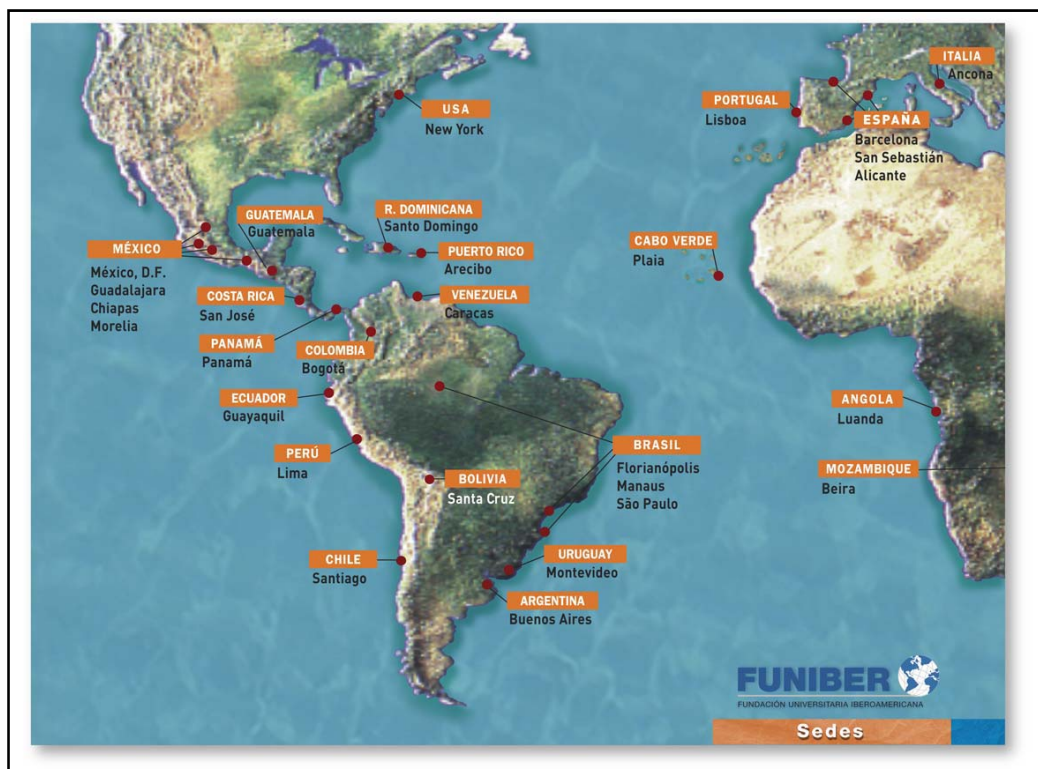 ITALIA
Ancona
USA
New York
PORTUGAL
Lisboa
ESPAÑA
Barcelona
San Sebastián
Alicante
GUATEMALA
Guatemala
R. DOMINICANA
Santo Domingo
MÉXICO
México, D.F.
Guadalajara
Chiapas
Morelia
PUERTO RICO
Arecibo
CABO VERDE
Plaia
COSTA RICA
San José
VENEZUELA
Caracas
PANAMÁ
Panamá
COLOMBIA
Bogotá
ECUADOR
Guayaquil
ANGOLA
Luanda
PERÚ
Lima
BRASIL
Florianópolis
Manaus
São Paulo
MOZAMBIQUE
Beira
BOLIVIA
Santa Cruz
CHILE
Santiago
URUGUAY
Montevideo
ARGENTINA
Buenos Aires
FUNIBER
FUNDACIÓN UNIVERSITARIA IBEROAMERICANA
Sedes